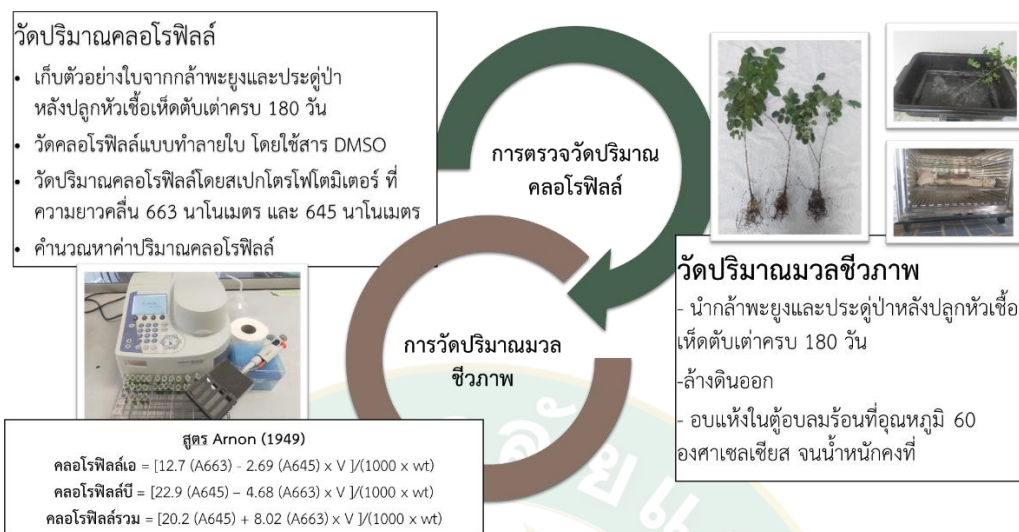 วัดปริมาณคลอโรฟิลล์
• เก็บตัวอย่างใบจากกล้าพะยูงและประดู่ป่า
หลังปลูกหัวเชื้อเห็ดตับเต่าครบ 180 วัน
• วัดคลอโรฟิลล์แบบทำลายใบ โดยใช้สาร DMSO
• วัดปริมาณคลอโรฟิลล์โดยสเปกโตรโฟโตมิเตอร์ ที่
ความยาวคลื่น 663 นาโนเมตร และ 645 นาโนเมตร
• คำนวณหาค่าปริมาณคลอโรฟิลล์
การตรวจวัดปริมาณ
คลอโรฟิลล์
การวัดปริมาณมวล
ชีวภาพ
วัดปริมาณมวลชีวภาพ
- นำกล้าพะยูงและประดู่ป่าหลังปลูกหัวเชื้อ
เห็ดตับเต่าครบ 180 วัน
-ล้างดินออก
- อบแห้งในตู้อบลมร้อนที่อุณหภูมิ 60
องศาเซลเซียส จนน้ำหนักคงที่
สูตร Arnon (1949)
คลอโรฟิลล์เอ = [12.7 (A663) - 2.69 (A645) x V ]/(1000 x wt)
คลอโรฟิลล์บี = [22.9 (A645) – 4.68 (A663) x V ]/(1000 x wt)
คลอโรฟิลล์รวม = [20.2 (A645) + 8.02 (A663) x V ]/(1000 x wt)